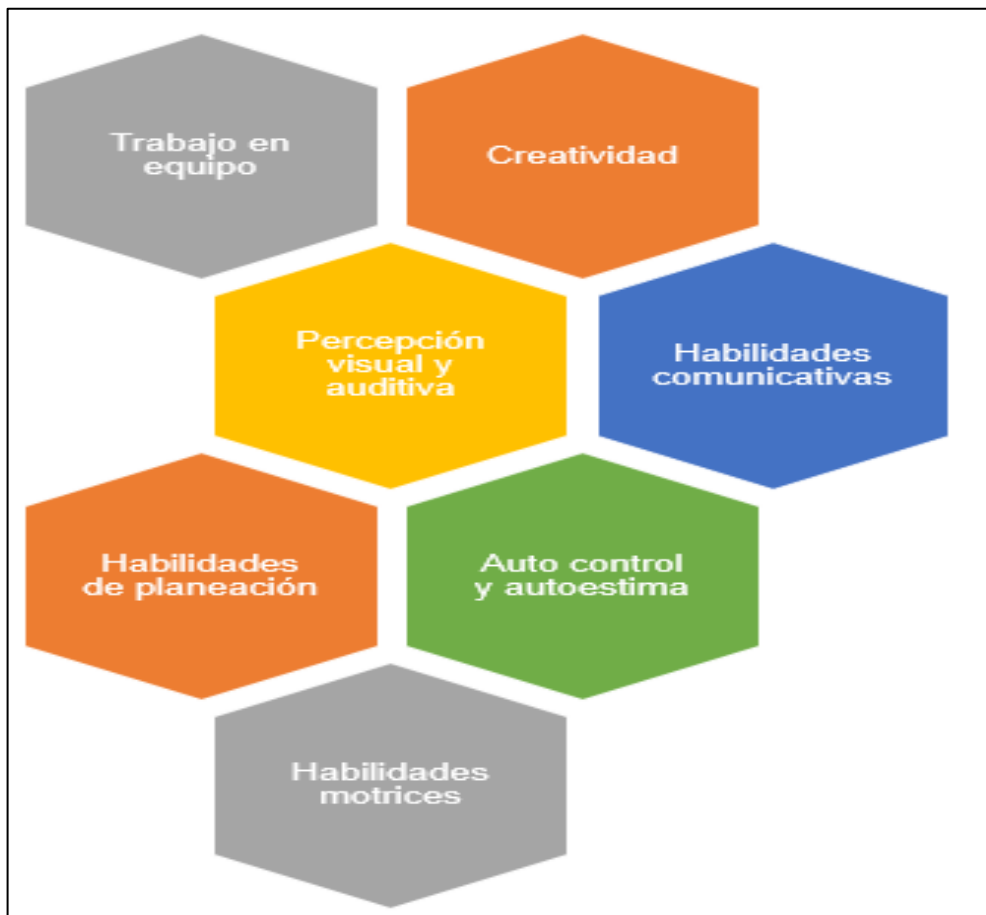 Trabajo en
equipo
Creatividad
Percepción
visual y
auditiva
Habilidades
comunicativas
Habilidades
de planeación
Auto control
y autoestima
Habilidades
motrices